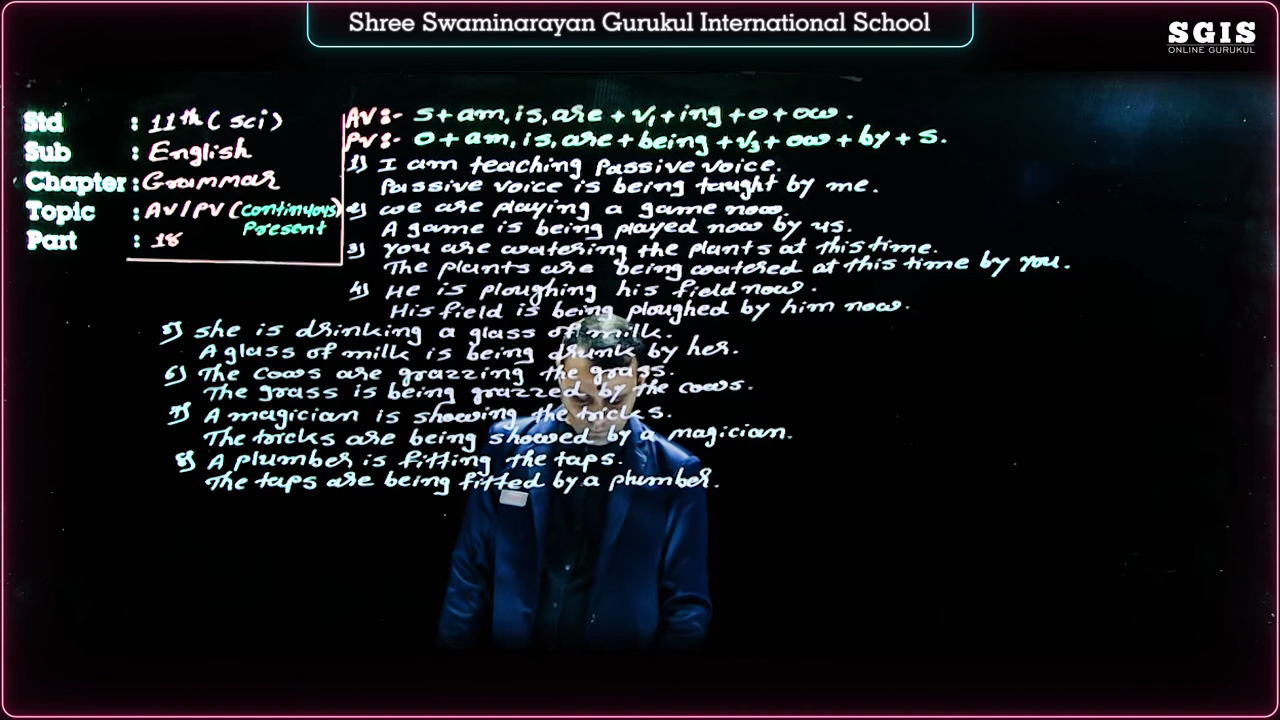 Shree Swaminarayan Gurukul International School
SGIS
ONLINE GURUKUL
Std : 11th (sci)
Sub : English
Chapter : Grammar
Topic : AV/PV (continuous Present
Part : 18
AV:- S+am, is, are + V1 + ing + O + OW.
PV:- O + am, is, are + being + V3 + OW + by + S.
1) I am teaching Passive voice.
Passive voice is being taught by me.
2) We are playing a game now.
A game is being played now by us.
3) You are watering the plants at this time.
The plants are being watered at this time by you.
4) He is ploughing his field now.
His field is being ploughed by him now.
5) She is drinking a glass of milk.
A glass of milk is being drunk by her.
6) The cows are grazzing the grass.
The grass is being grazzed by the cows.
7) A magician is showing the tricks.
The tricks are being showed by a magician.
8) A plumber is fitting the taps.
The taps are being fitted by a plumber.